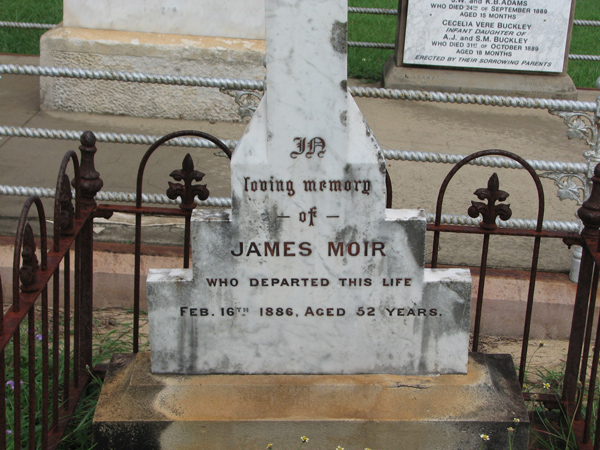 J.W. and K.B. ADAMS
WHO DIED 24TH OF SEPTEMBER 1889
AGED 15 MONTHS
CECELIA VERE BUCKLEY
INFANT DAUGHTER OF
A.J. and S.M. BUCKLEY
WHO DIED 31ST OF OCTOBER 1889
AGED 18 MONTHS
ERECTED BY THEIR SORROWING PARENTS
IN
loving memory
– of –
JAMES MOIR
WHO DEPARTED THIS LIFE
FEB. 16TH 1886, AGED 52 YEARS.